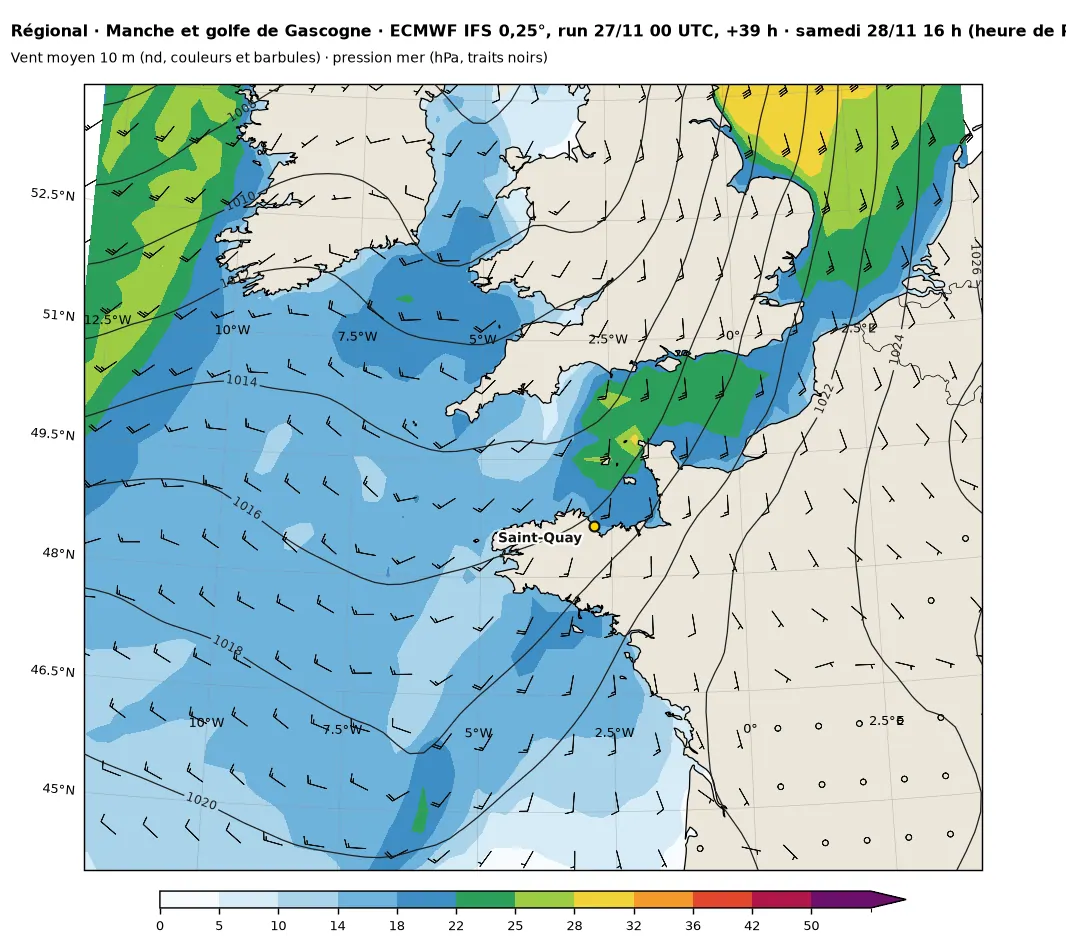 Régional · Manche et golfe de Gascogne · ECMWF IFS 0,25°, run 27/11 00 UTC, +39 h · samedi 28/11 16 h (heure de
Vent moyen 10 m (nd, couleurs et barbules) · pression mer (hPa, traits noirs)
1008
52.5°N
1010
1026
51°N
12.5°W
10°W
7.5°W
5°W
2.5°W
0°
2.5°E
1024
1014
1022
49.5°N
1016
48°N
Saint-Quay
1018
46.5°N
10°W
7.5°W
5°W
2.5°W
0°
2.5°E
45°N
1020
0 5 10 14 18 22 25 28 32 36 42 50